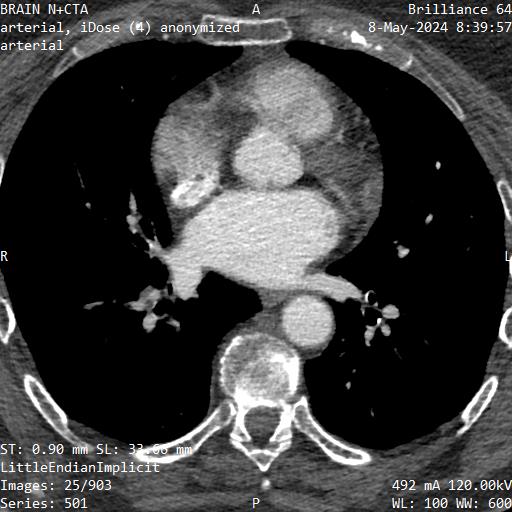 BRAIN N+CTA
A
Brilliance 64
arterial, iDose (4) anonymized
8-May-2024 8:39:57
arterial
R
L
ST: 0.90 mm SL: 33.66 mm
LittleEndianImplicit
Images: 25/903
492 mA 120.00kV
Series: 501
P
WL: 100 WW: 600